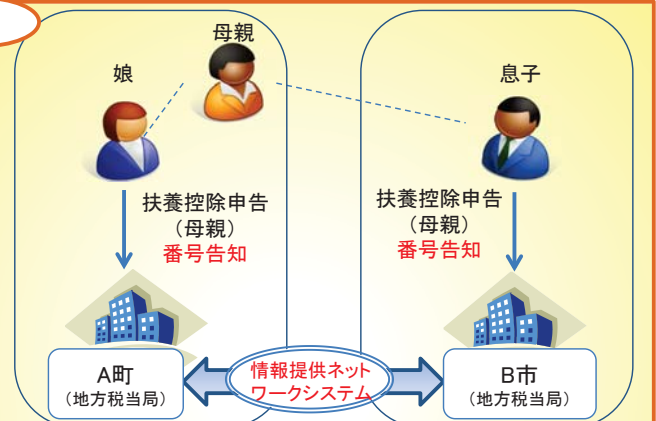 母親
娘
息子
扶養控除申告
（母親）
番号告知
扶養控除申告
（母親）
番号告知
A町
（地方税当局）
情報提供ネット
ワークシステム
B市
（地方税当局）